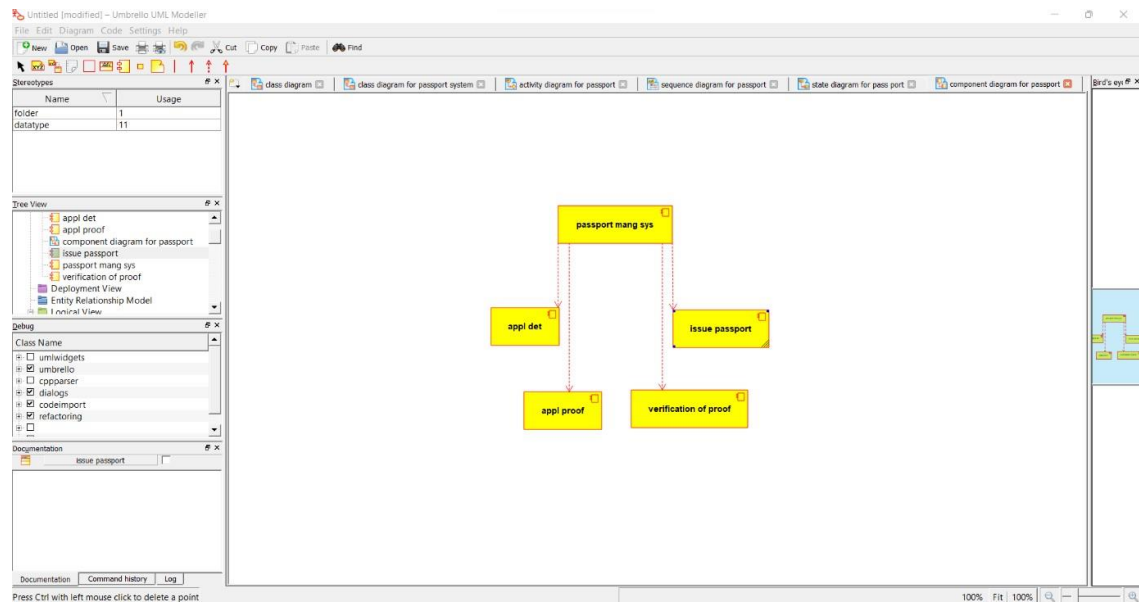 Untitled [modified] – Umbrello UML Modeller
File Edit Diagram Code Settings Help
New Open Save Cut Copy Paste Find
Stereotypes
Name Usage
folder 1
datatype 11
Tree View
appl det
appl proof
component diagram for passport
issue passport
passport mang sys
verification of proof
Deployment View
Entity Relationship Model
Logical View
Debug
Class Name
umlwidgets
umbrello
cppparser
dialogs
codeimport
refactoring
Documentation
issue passport
Documentation Command history Log
Press Ctrl with left mouse click to delete a point
class diagram class diagram for passport system activity diagram for passport sequence diagram for passport state diagram for pass port component diagram for passport
passport mang sys
appl det
issue passport
appl proof
verification of proof
Bird's eye
100% Fit 100%